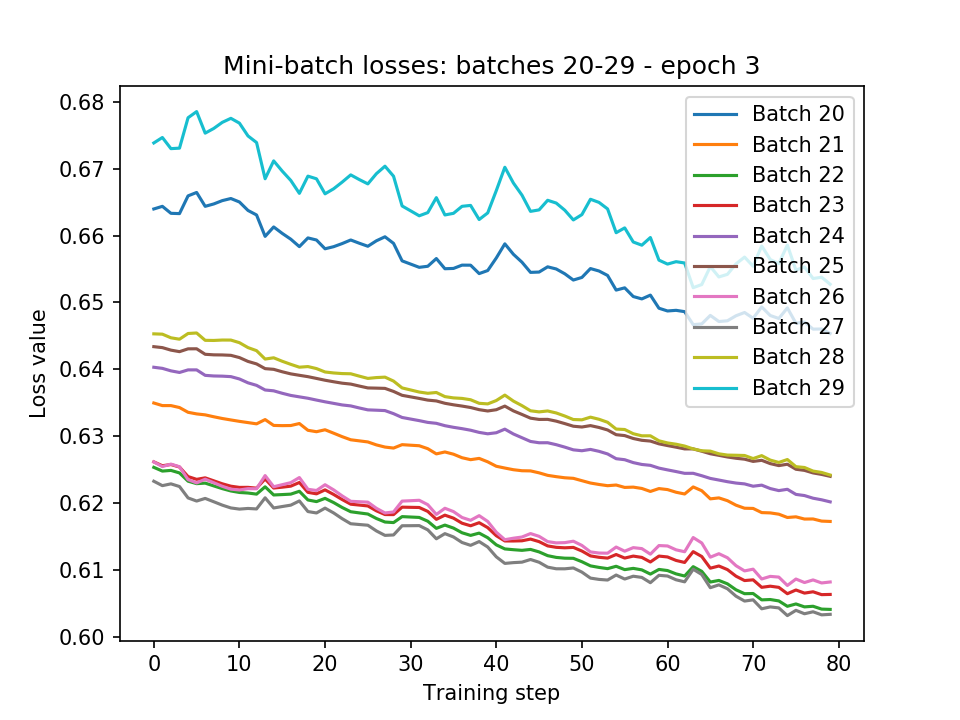 Mini-batch losses: batches 20-29 - epoch 3
Loss value
0.68
0.67
0.66
0.65
0.64
0.63
0.62
0.61
0.60
Batch 20
Batch 21
Batch 22
Batch 23
Batch 24
Batch 25
Batch 26
Batch 27
Batch 28
Batch 29
0
10
20
30
40
50
60
70
80
Training step